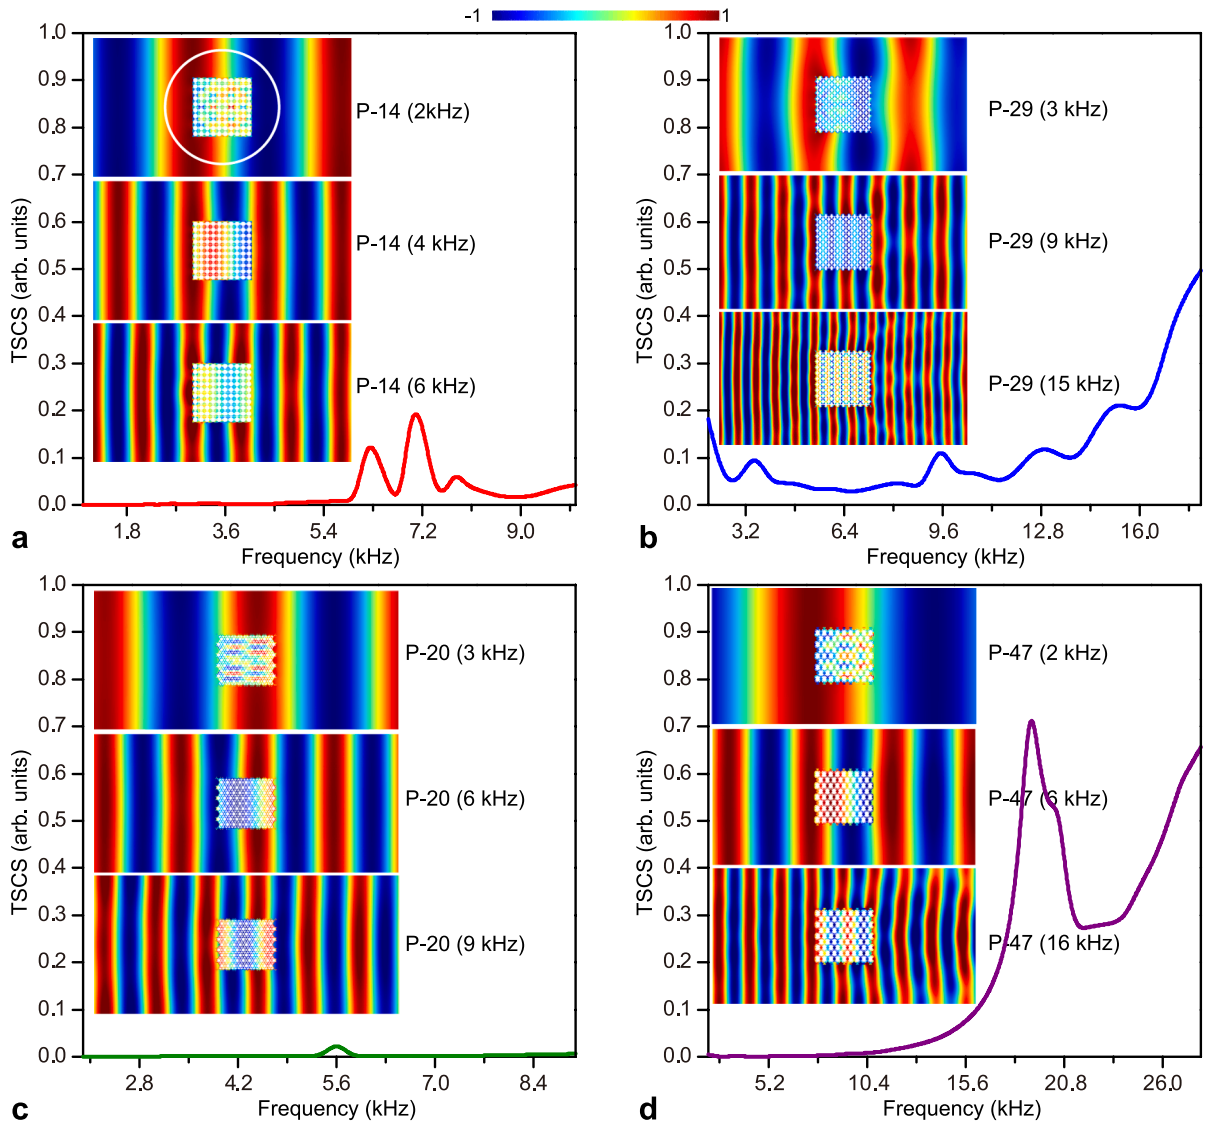 -1 1
1.0
0.9
0.8
0.7
0.6
0.5
0.4
0.3
0.2
0.1
0.0
TSCS (arb. units)
P-14 (2kHz)
P-14 (4 kHz)
P-14 (6 kHz)
1.8 3.6 5.4 7.2 9.0
Frequency (kHz)
a
1.0
0.9
0.8
0.7
0.6
0.5
0.4
0.3
0.2
0.1
0.0
TSCS (arb. units)
P-29 (3 kHz)
P-29 (9 kHz)
P-29 (15 kHz)
3.2 6.4 9.6 12.8 16.0
Frequency (kHz)
b
1.0
0.9
0.8
0.7
0.6
0.5
0.4
0.3
0.2
0.1
0.0
TSCS (arb. units)
P-20 (3 kHz)
P-20 (6 kHz)
P-20 (9 kHz)
2.8 4.2 5.6 7.0 8.4
Frequency (kHz)
c
1.0
0.9
0.8
0.7
0.6
0.5
0.4
0.3
0.2
0.1
0.0
TSCS (arb. units)
P-47 (2 kHz)
P-47 (6 kHz)
P-47 (16 kHz)
5.2 10.4 15.6 20.8 26.0
Frequency (kHz)
d